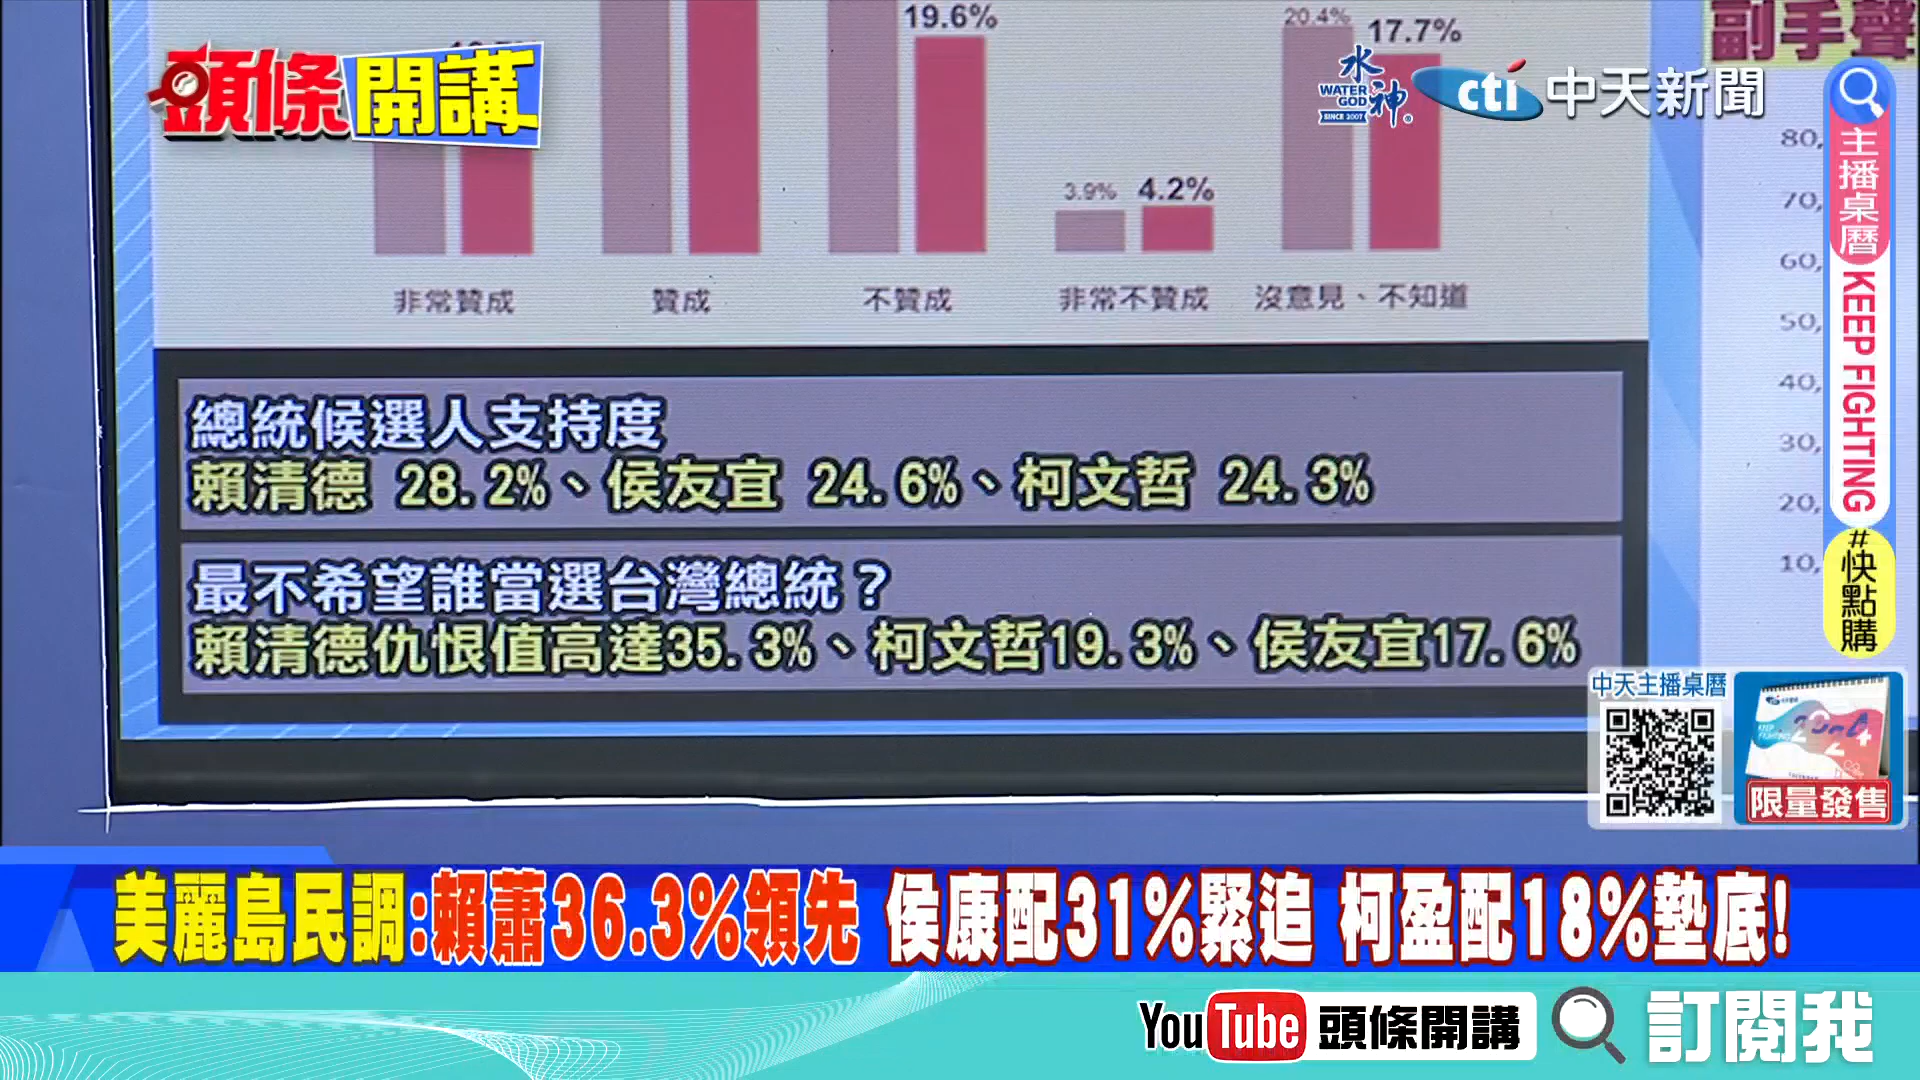 19.6%
20.4%
17.7%
3.9%
4.2%
頭條開講
水神
WATER GOD
SINCE 2007
cti 中天新聞
副手聲
80,
70,
60,
50,
40,
30,
20,
10,
主播桌曆 KEEP FIGHTING
#快點購
非常贊成
贊成
不贊成
非常不贊成
沒意見、不知道
總統候選人支持度
賴清德 28.2%、侯友宜 24.6%、柯文哲 24.3%
最不希望誰當選台灣總統？
賴清德仇恨值高達35.3%、柯文哲19.3%、侯友宜17.6%
中天主播桌曆
限量發售
美麗島民調:賴蕭36.3%領先 侯康配31%緊追 柯盈配18%墊底!
YouTube 頭條開講
訂閱我